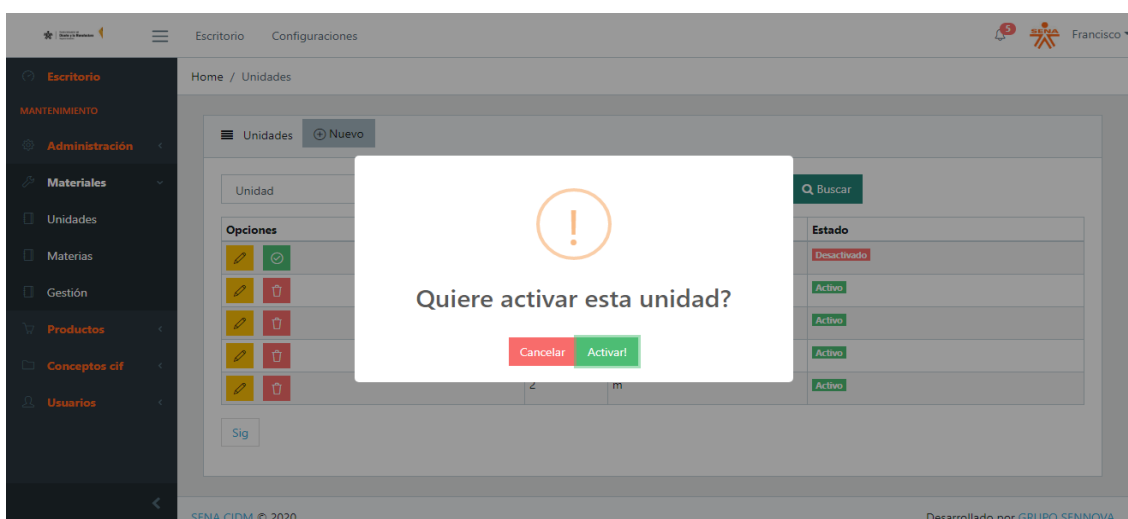 Escritorio Configuraciones 5 SENA Francisco
Escritorio
Home / Unidades
MANTENIMIENTO
Unidades Nuevo
Administración
Materiales
Unidad
Buscar
Unidades
Opciones
Estado
Desactivado
Materias
Activo
Gestión
Quiere activar esta unidad?
Productos
Activo
Cancelar Activar!
Conceptos cif
Activo
2 m Activo
Usuarios
Sig
SENA CIDM © 2020 Desarrollado por GRUPO SENNOVA